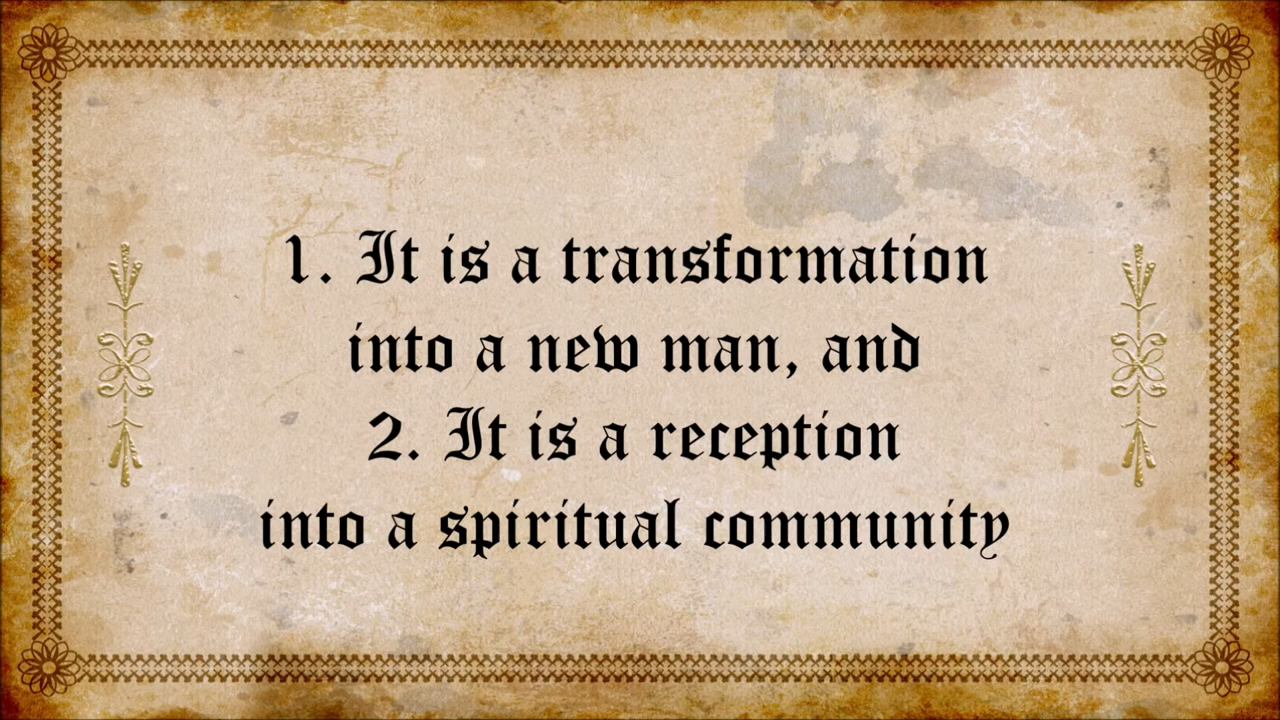 1. It is a transformation
into a new man, and
2. It is a reception
into a spiritual community